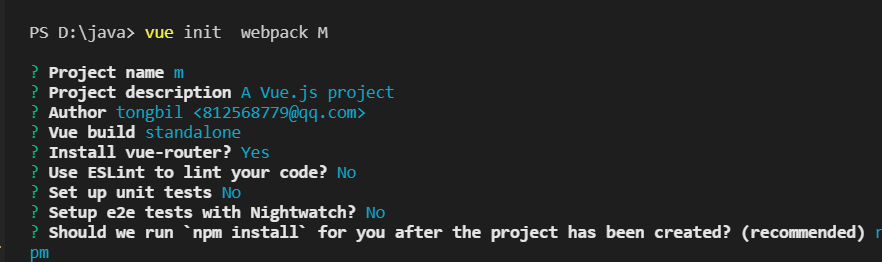 PS D:\java> vue init  webpack M
? Project name m
? Project description A Vue.js project
? Author tongbil <812568779@qq.com>
? Vue build standalone
? Install vue-router? Yes
? Use ESLint to lint your code? No
? Set up unit tests No
? Setup e2e tests with Nightwatch? No
? Should we run `npm install` for you after the project has been created? (recommended) n
pm